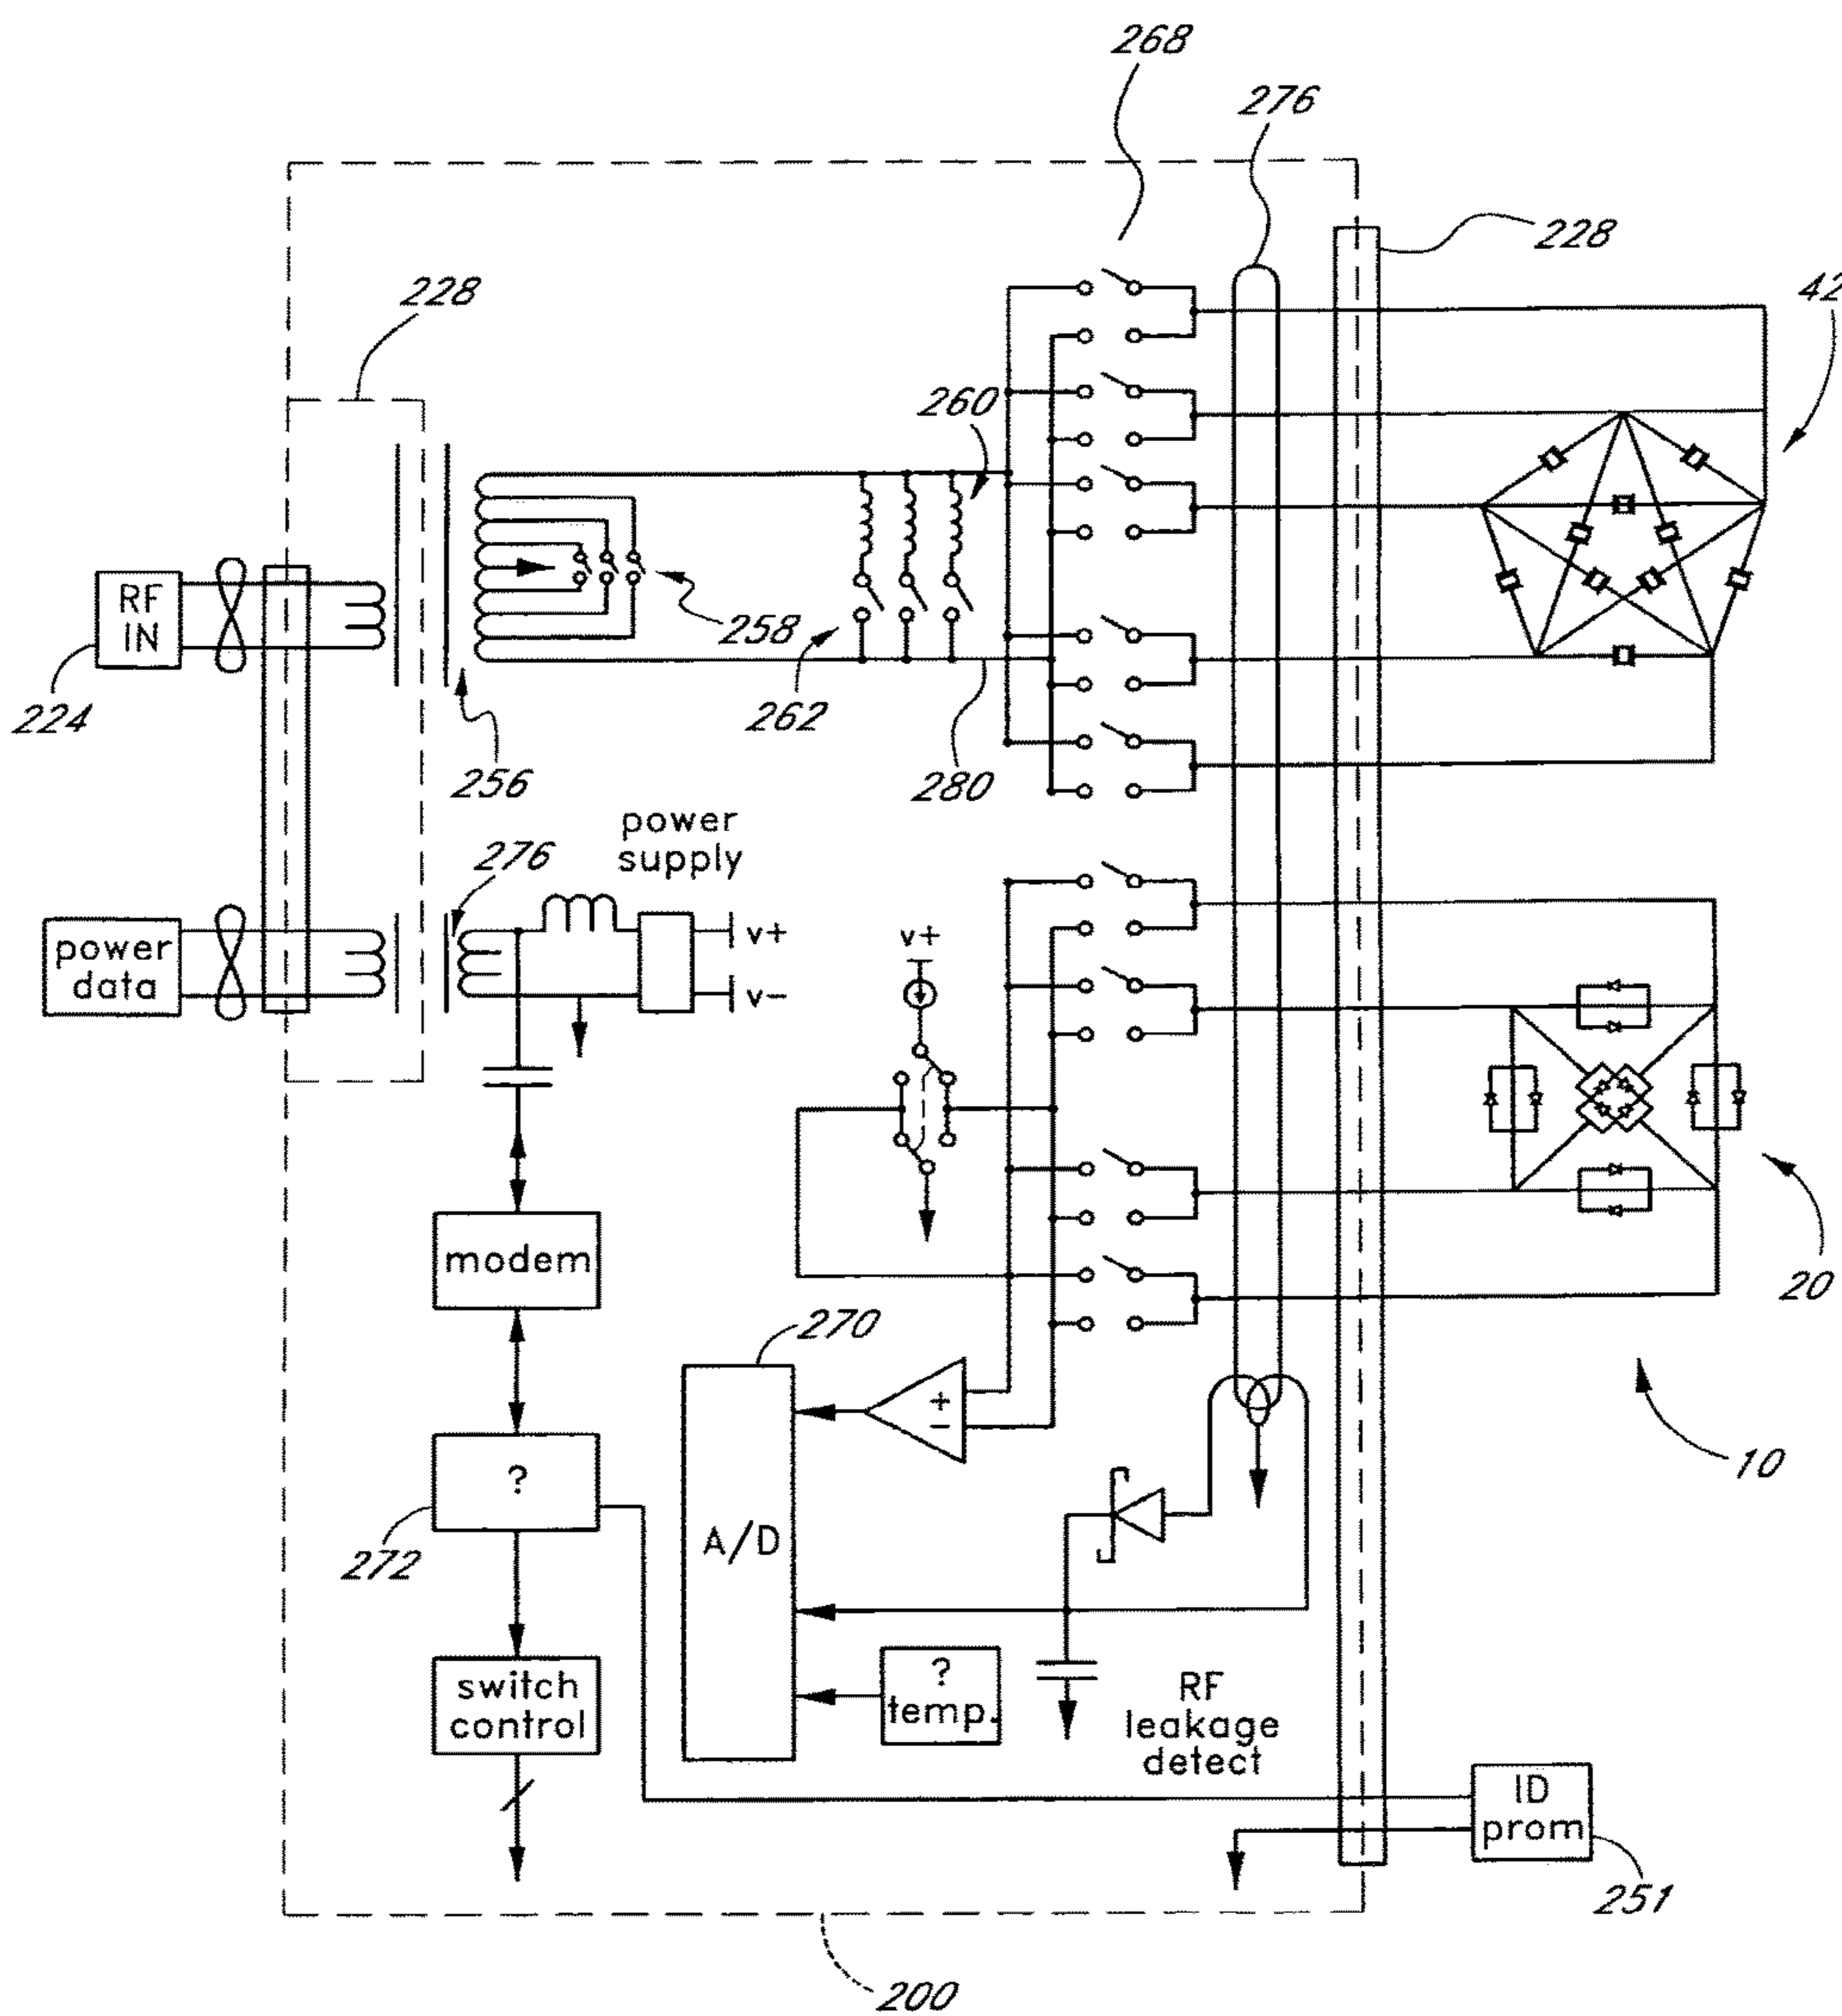 268
276
228
42
228
260
RF
IN
258
224
262
256
280
power
supply
276
v+
v-
v+
power
data
modem
20
270
+
-
10
?
A/D
272
switch
control
?
temp.
RF
leakage
detect
ID
prom
251
200